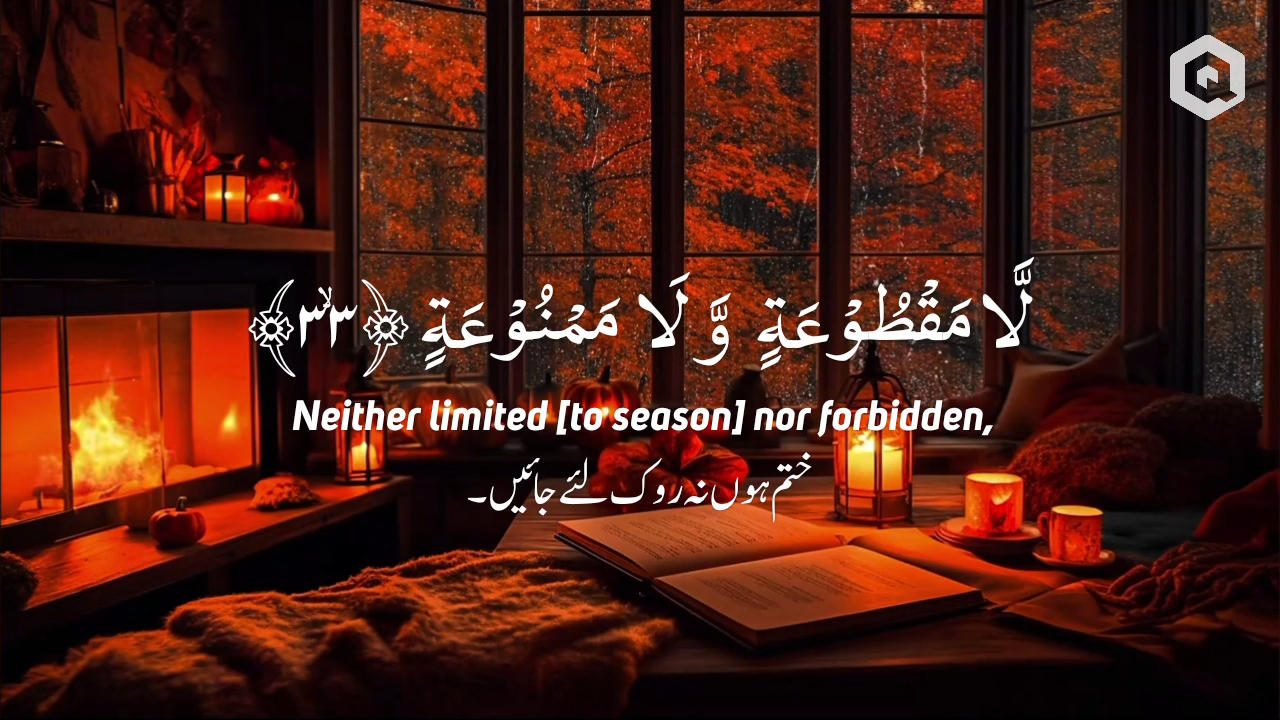 لَّا مَقْطُوْعَةٍ وَّ لَا مَمْنُوْعَةٍ ﴿ۙ۳۳﴾
Neither limited [to season] nor forbidden,
ختم ہوں نہ روک لئے جائیں۔